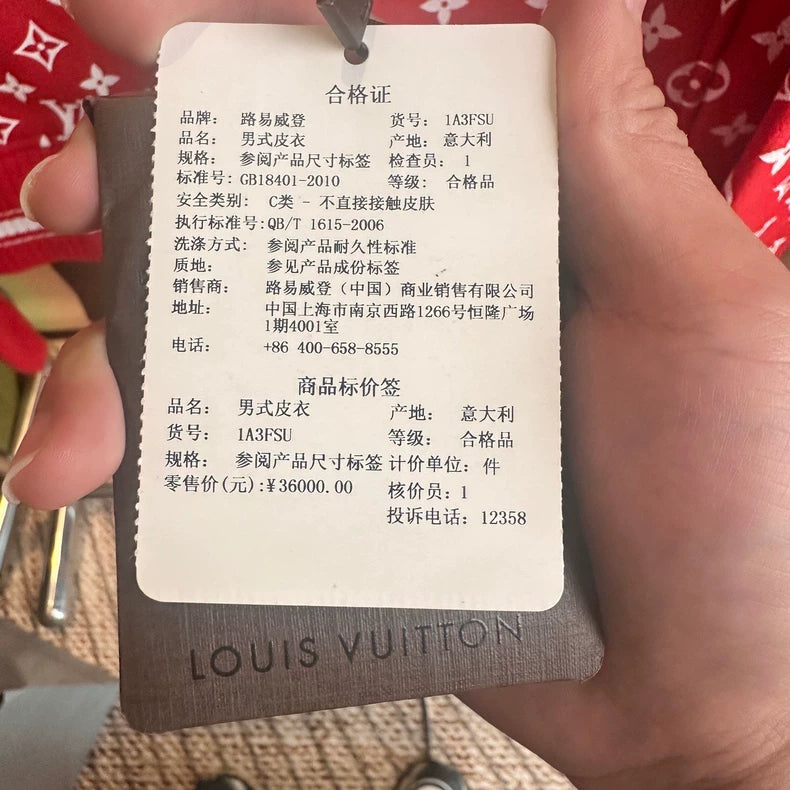 合格证
品牌： 路易威登 货号： 1A3FSU
品名： 男式皮衣 产地： 意大利
规格： 参阅产品尺寸标签 检查员： 1
标准号: GB18401-2010 等级： 合格品
安全类别： C类 - 不直接接触皮肤
执行标准号:QB/T 1615-2006
洗涤方式： 参阅产品耐久性标准
质地： 参见产品成份标签
销售商： 路易威登（中国）商业销售有限公司
地址： 中国上海市南京西路1266号恒隆广场
1期4001室
电话： +86 400-658-8555
商品标价签
品名： 男式皮衣 产地： 意大利
货号： 1A3FSU 等级： 合格品
规格： 参阅产品尺寸标签 计价单位： 件
零售价(元):¥36000.00 核价员: 1
投诉电话： 12358
LOUIS VUITTON